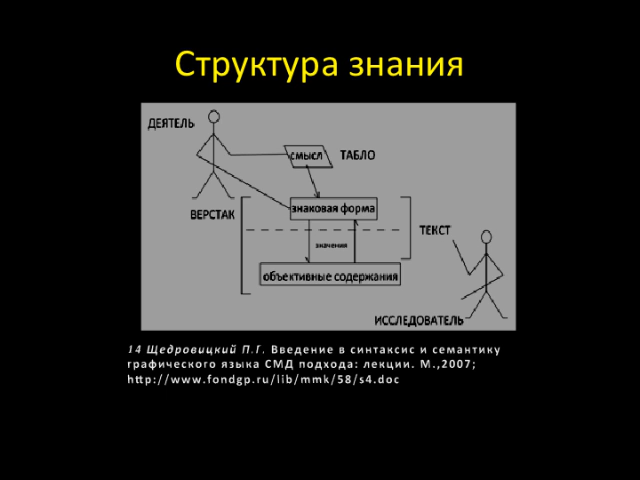 Структура знания
ДЕЯТЕЛЬ
смысл ТАБЛО
знаковая форма
ВЕРСТАК
ТЕКСТ
значения
объективные содержания
ИССЛЕДОВАТЕЛЬ
14 Щедровицкий П.Г. Введение в синтаксис и семантику
графического языка СМД подхода: лекции. М.,2007;
http://www.fondgp.ru/lib/mmk/58/s4.doc